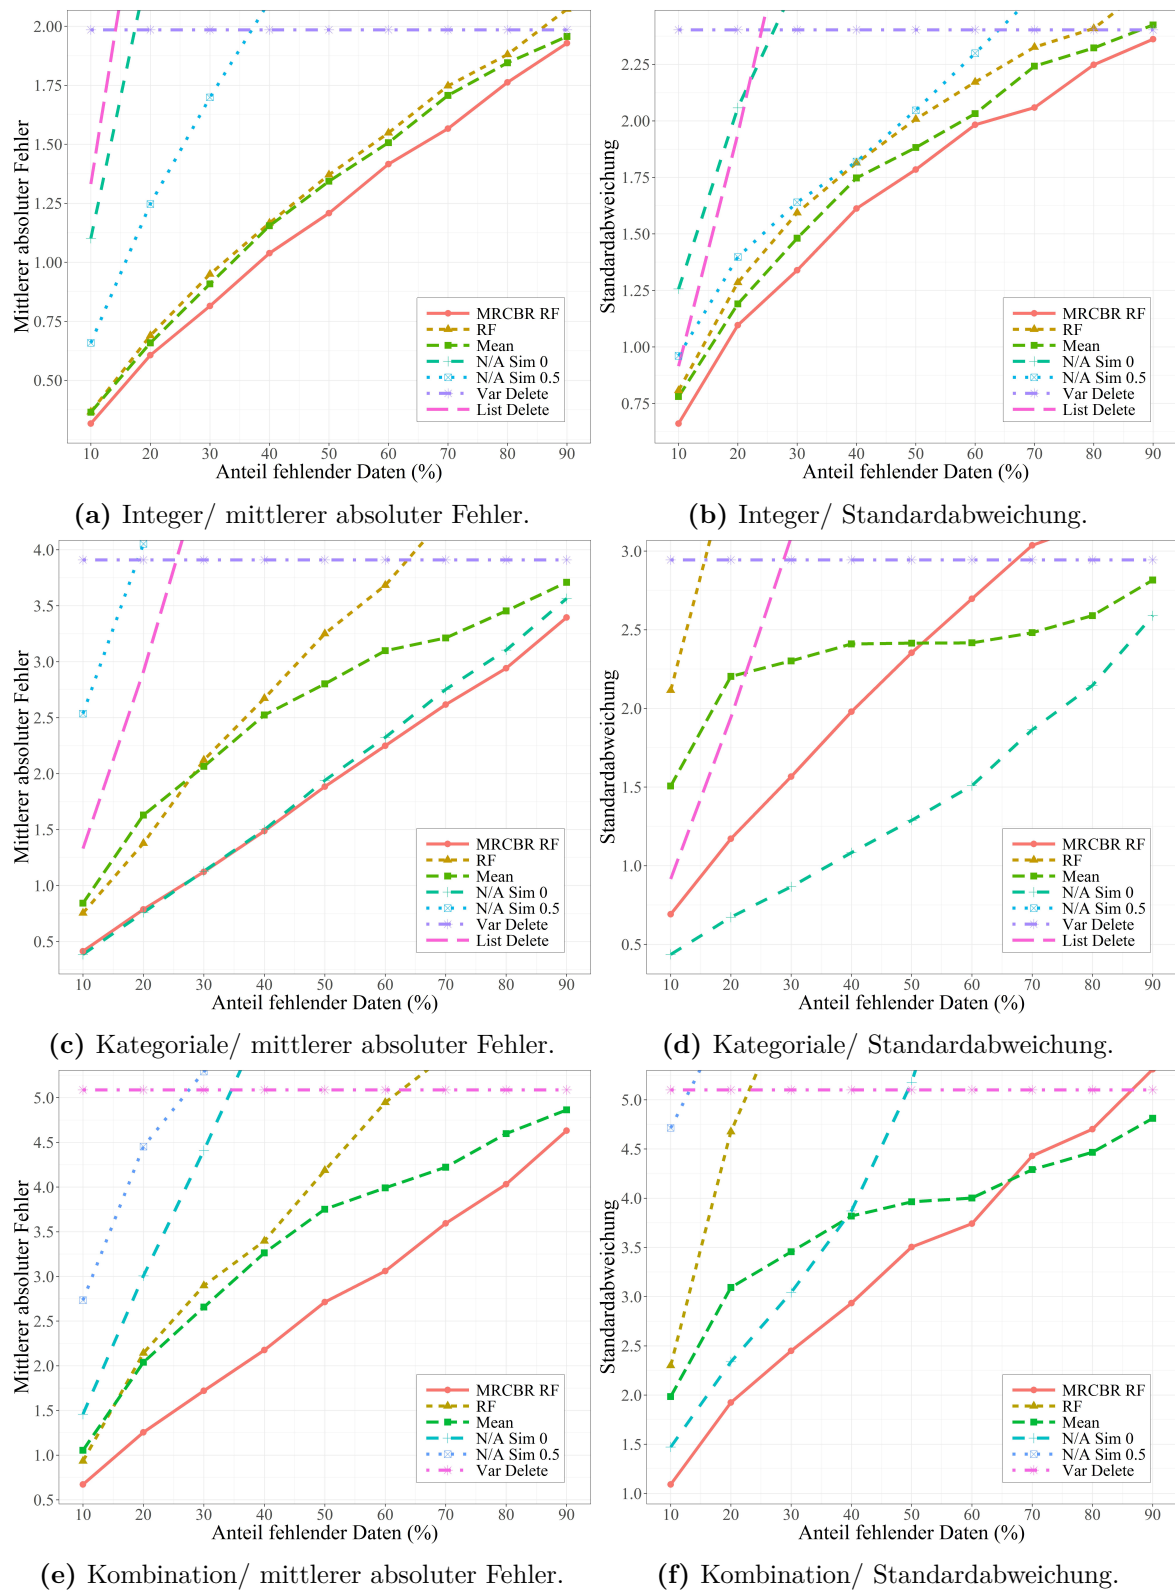 2.00
1.75
1.50
1.25
1.00
0.75
0.50
Mittlerer absoluter Fehler
MRCBR RF
RF
Mean
N/A Sim 0
N/A Sim 0.5
Var Delete
List Delete
10 20 30 40 50 60 70 80 90
Anteil fehlender Daten (%)
(a) Integer/ mittlerer absoluter Fehler.
2.25
2.00
1.75
1.50
1.25
1.00
0.75
Standardabweichung
MRCBR RF
RF
Mean
N/A Sim 0
N/A Sim 0.5
Var Delete
List Delete
10 20 30 40 50 60 70 80 90
Anteil fehlender Daten (%)
(b) Integer/ Standardabweichung.
4.0
3.5
3.0
2.5
2.0
1.5
1.0
0.5
Mittlerer absoluter Fehler
MRCBR RF
RF
Mean
N/A Sim 0
N/A Sim 0.5
Var Delete
List Delete
10 20 30 40 50 60 70 80 90
Anteil fehlender Daten (%)
(c) Kategoriale/ mittlerer absoluter Fehler.
3.0
2.5
2.0
1.5
1.0
0.5
Standardabweichung
MRCBR RF
RF
Mean
N/A Sim 0
N/A Sim 0.5
Var Delete
List Delete
10 20 30 40 50 60 70 80 90
Anteil fehlender Daten (%)
(d) Kategoriale/ Standardabweichung.
5.0
4.5
4.0
3.5
3.0
2.5
2.0
1.5
1.0
0.5
Mittlerer absoluter Fehler
MRCBR RF
RF
Mean
N/A Sim 0
N/A Sim 0.5
Var Delete
10 20 30 40 50 60 70 80 90
Anteil fehlender Daten (%)
(e) Kombination/ mittlerer absoluter Fehler.
5.0
4.5
4.0
3.5
3.0
2.5
2.0
1.5
1.0
Standardabweichung
MRCBR RF
RF
Mean
N/A Sim 0
N/A Sim 0.5
Var Delete
10 20 30 40 50 60 70 80 90
Anteil fehlender Daten (%)
(f) Kombination/ Standardabweichung.